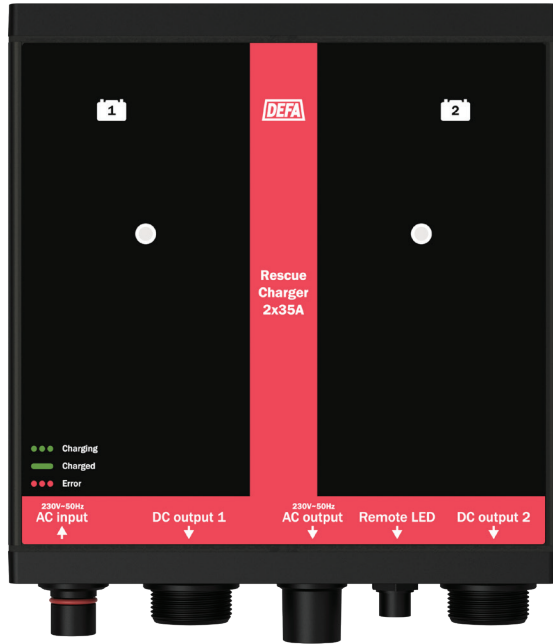 1
DEFA
2
Rescue
Charger
2x35A
Charging
Charged
Error
230V~50Hz
AC input
DC output 1
230V~50Hz
AC output
Remote LED
DC output 2